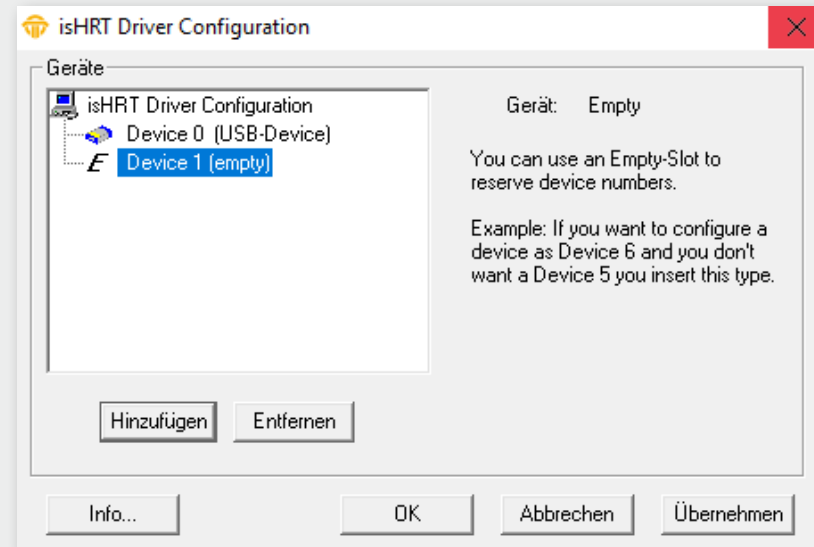 isHRT Driver Configuration
Geräte
isHRT Driver Configuration
Device 0 (USB-Device)
E Device 1 (empty)
Gerät: Empty
You can use an Empty-Slot to
reserve device numbers.
Example: If you want to configure a
device as Device 6 and you don't
want a Device 5 you insert this type.
Hinzufügen Entfernen
Info... OK Abbrechen Übernehmen